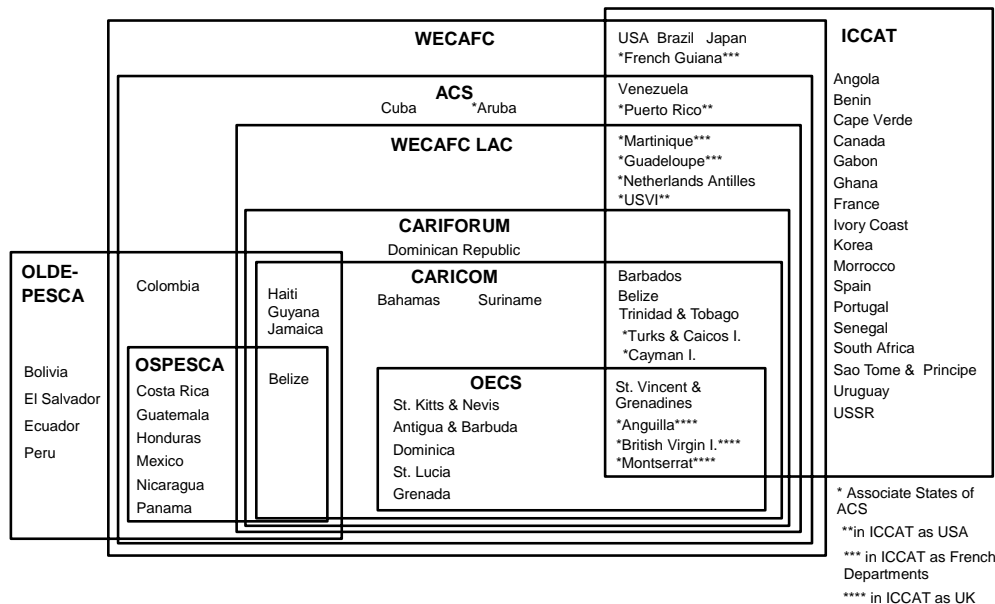 WECAFC
USA Brazil Japan
*French Guiana***
ICCAT
ACS
Cuba *Aruba
Venezuela
*Puerto Rico**
WECAFC LAC
*Martinique***
*Guadeloupe***
*Netherlands Antilles
*USVI**
CARIFORUM
Dominican Republic
OLDE-
PESCA
Colombia
Haiti
Guyana
Jamaica
CARICOM
Bahamas Suriname
Barbados
Belize
Trinidad & Tobago
*Turks & Caicos I.
*Cayman I.
Bolivia
El Salvador
Ecuador
Peru
OSPESCA
Costa Rica
Guatemala
Honduras
Mexico
Nicaragua
Panama
Belize
OECS
St. Kitts & Nevis
Antigua & Barbuda
Dominica
St. Lucia
Grenada
St. Vincent &
Grenadines
*Anguilla****
*British Virgin I.****
*Montserrat****
Angola
Benin
Cape Verde
Canada
Gabon
Ghana
France
Ivory Coast
Korea
Morrocco
Spain
Portugal
Senegal
South Africa
Sao Tome & Principe
Uruguay
USSR
* Associate States of
ACS
**in ICCAT as USA
*** in ICCAT as French
Departments
**** in ICCAT as UK